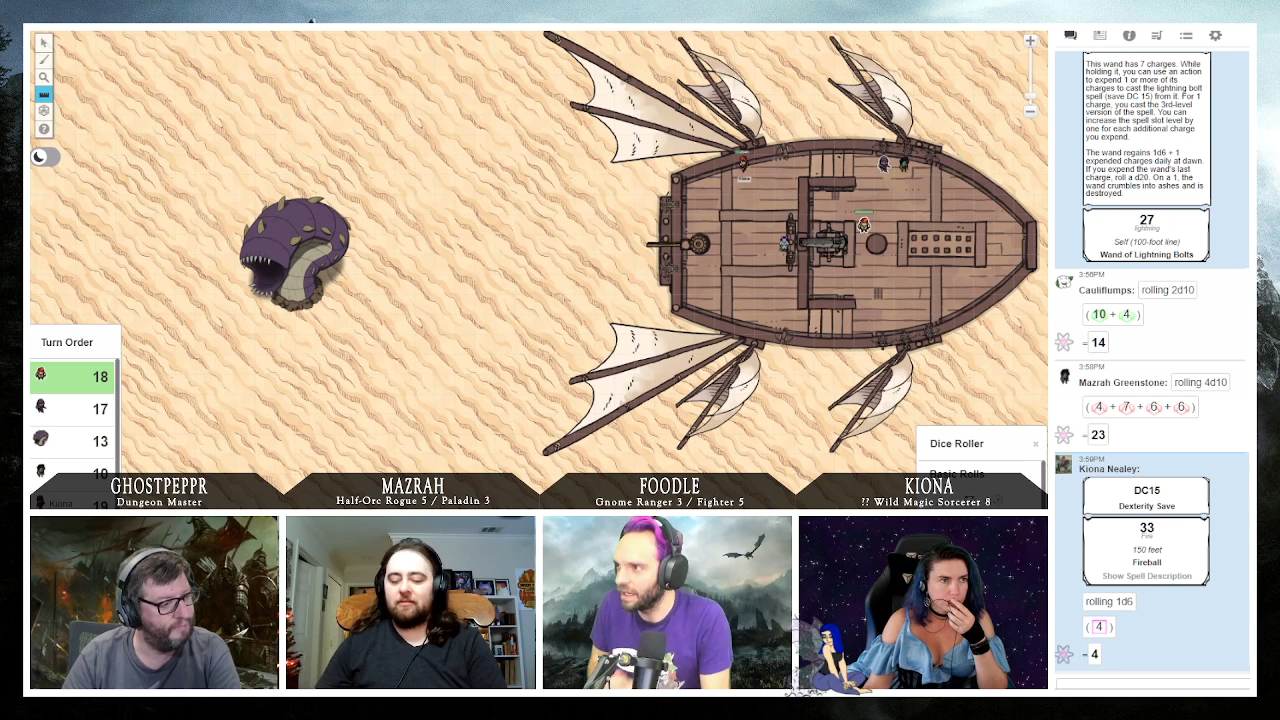 This wand has 7 charges. While
holding it, you can use an action
to expend 1 or more of its
charges to cast the lightning bolt
spell (save DC 15) from it. For 1
charge, you cast the 3rd-level
version of the spell. You can
increase the spell slot level by
one for each additional charge
you expend.
The wand regains 1d6 + 1
expended charges daily at dawn.
If you expend the wand's last
charge, roll a d20. On a 1, the
wand crumbles into ashes and is
destroyed.
27
lightning
Self (100-foot line)
Wand of Lightning Bolts
3:56PM
Cauliflumps: rolling 2d10
(10 + 4)
= 14
3:58PM
Mazrah Greenstone: rolling 4d10
(4 + 7 + 6 + 6)
= 23
3:59PM
Kiona Nealey:
DC15
Dexterity Save
33
Fire
150 feet
Fireball
Show Spell Description
rolling 1d6
(4)
= 4
Turn Order
18
17
13
10
Kiona
Dice Roller
Basic Rolls
GHOSTPEPPR
Dungeon Master
MAZRAH
Half-Orc Rogue 5 / Paladin 3
FOODLE
Gnome Ranger 3 / Fighter 5
KIONA
?? Wild Magic Sorcerer 8